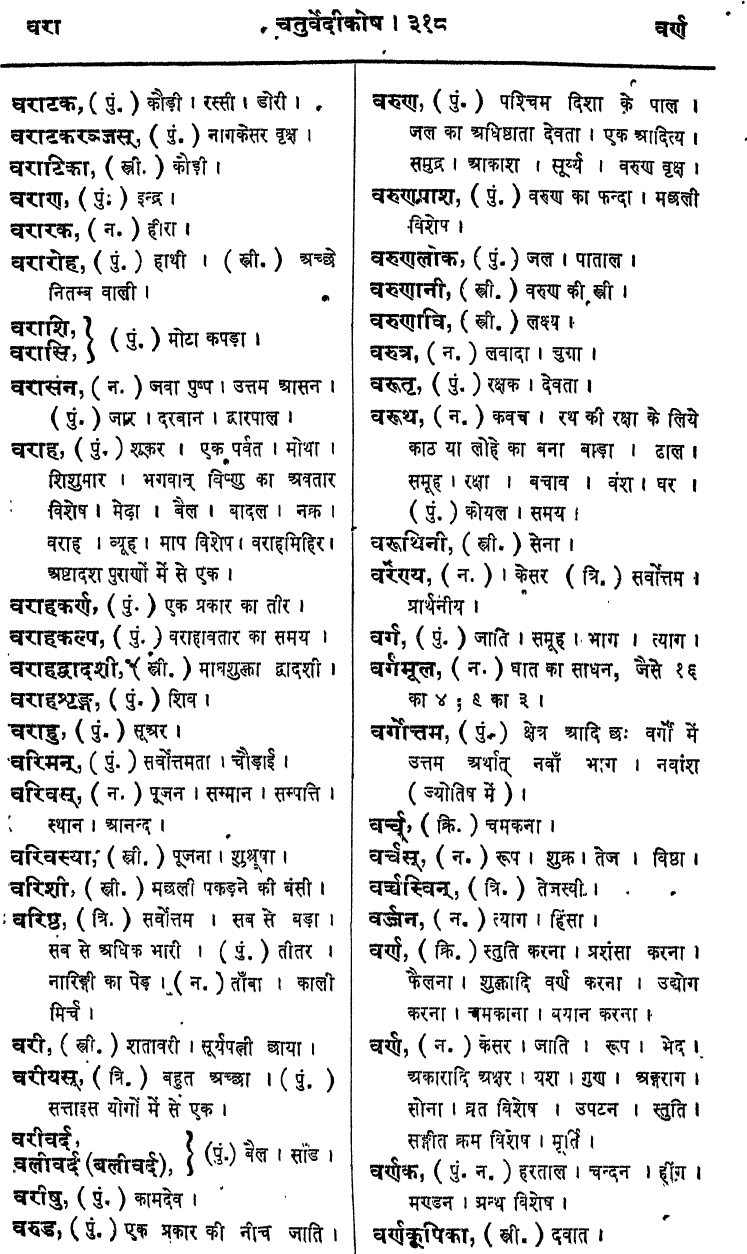 वरा
चतुर्वेदीकोष । ३१८
वर्ण
वराटक, ( पुं. ) कौड़ी । रस्सी । डोरी ।
वराटकरञ्जस्, ( पुं. ) नागकेसर वृक्ष ।
वराटिका, ( स्त्री. ) कौड़ी ।
वराण, ( पुं. ) इन्द्र ।
वरारक, ( न. ) हीरा ।
वरारोह, ( पुं. ) हाथी । ( स्त्री. ) अच्छे
नितम्ब वाली ।
वराशि,
वरासि, } ( पुं. ) मोटा कपड़ा ।
वरासन, ( न. ) जवा पुष्प । उत्तम आसन ।
( पुं. ) जार । दरबान । द्वारपाल ।
वराह, ( पुं. ) शूकर । एक पर्वत । मोथा ।
शिशुमार । भगवान् विष्णु का अवतार
विशेष । मेढ़ा । बैल । बादल । नक्र ।
वराह । व्यूह । माप विशेष । वराहमिहिर ।
अष्टादश पुराणों में से एक ।
वराहकर्ण, ( पुं. ) एक प्रकार का तीर ।
वराहकल्प, ( पुं. ) वराहावतार का समय ।
वराहद्वादशी, ( स्त्री. ) माघशुक्ला द्वादशी ।
वराहश्टङ्ग, ( पुं. ) शिव ।
वराहु, ( पुं. ) सूअर ।
वरिमन्, ( पुं. ) सर्वोत्तमता । चौड़ाई ।
वरिवस्, ( न. ) पूजन । सम्मान । सम्पत्ति ।
स्थान । आनन्द ।
वरिवस्या, ( स्त्री. ) पूजना । शुश्रूषा ।
वरिशी, ( स्त्री. ) मछली पकड़ने की बंसी ।
वरिष्ठ, ( त्रि. ) सर्वोत्तम । सब से बड़ा ।
सब से अधिक भारी । ( पुं. ) तीतर ।
नारिङ्गी का पेड़ । ( न. ) ताँबा । काली
मिर्च ।
वरी, ( स्त्री. ) शतावरी । सूर्यपत्नी छाया ।
वरीयस्, ( त्रि. ) बहुत अच्छा । ( पुं. )
सत्ताइस योगों में से एक ।
वरीवर्द,
वलीवर्द (बलीवर्द), } (पुं.) बैल । साँड ।
वरीषु, ( पुं. ) कामदेव ।
वरुड, ( पुं. ) एक प्रकार की नीच जाति ।
वरुण, ( पुं. ) पश्चिम दिशा के पाल ।
जल का अधिष्ठाता देवता । एक आदित्य ।
समुद्र । आकाश । सूर्य्य । वरुण वृक्ष ।
वरुणपाश, ( पुं. ) वरुण का फन्दा । मछली
विशेष ।
वरुणलोक, ( पुं. ) जल । पाताल ।
वरुणानी, ( स्त्री. ) वरुण की स्त्री ।
वरुणावि, ( स्त्री. ) लक्ष्य ।
वरुत्र, ( न. ) लवादा । चुगा ।
वरूतृ, ( पुं. ) रक्षक । देवता ।
वरूथ, ( न. ) कवच । रथ की रक्षा के लिये
काठ या लोहे का बना बाड़ा । ढाल ।
समूह । रक्षा । बचाव । वंश । घर ।
( पुं. ) कोयल । समय ।
वरूथिनी, ( स्त्री. ) सेना ।
वरेण्य, ( न. ) । केसर ( त्रि. ) सर्वोत्तम ।
प्रार्थनीय ।
वर्ग, ( पुं. ) जाति । समूह । भाग । त्याग ।
वर्गमूल, ( न. ) घात का साधन, जैसे १६
का ४ ; ९ का ३ ।
वर्गोत्तम, ( पुं. ) क्षेत्र आदि छः वर्गों में
उत्तम अर्थात् नवाँ भाग । नवांश
( ज्योतिष में ) ।
वर्च्च्, ( क्रि. ) चमकना ।
वर्च्चस्, ( न. ) रूप । शुक्र । तेज । विष्ठा ।
वर्च्चस्विन्, ( त्रि. ) तेजस्वी ।
वर्ज्जन, ( न. ) त्याग । हिंसा ।
वर्ण्, ( क्रि. ) स्तुति करना । प्रशंसा करना ।
फैलना । शुक्लादि वर्ण करना । उद्योग
करना । चमकाना । बयान करना ।
वर्ण, ( न. ) केसर । जाति । रूप । भेद ।
अकारादि अक्षर । यश । गुण । अङ्गराग ।
सोना । व्रत विशेष । उपटन । स्तुति ।
सङ्गीत क्रम विशेष । मूर्ति ।
वर्णक, ( पुं. न. ) हरताल । चन्दन । हींग ।
मण्डन । ग्रन्थ विशेष ।
वर्णकूपिका, ( स्त्री. ) दवात ।